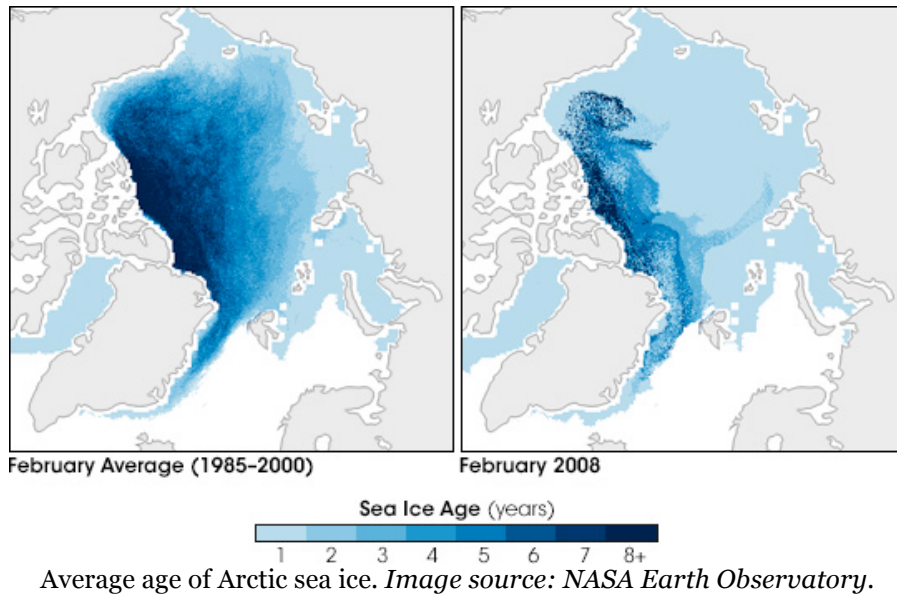 February Average (1985–2000)
February 2008
Sea Ice Age (years)
1 2 3 4 5 6 7 8+
Average age of Arctic sea ice. Image source: NASA Earth Observatory.